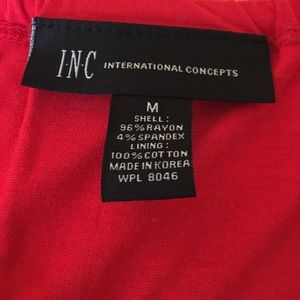 I·N·C INTERNATIONAL CONCEPTS
M
SHELL:
96%RAYON
4%SPANDEX
LINING:
100%COTTON
MADE IN KOREA
WPL 8046